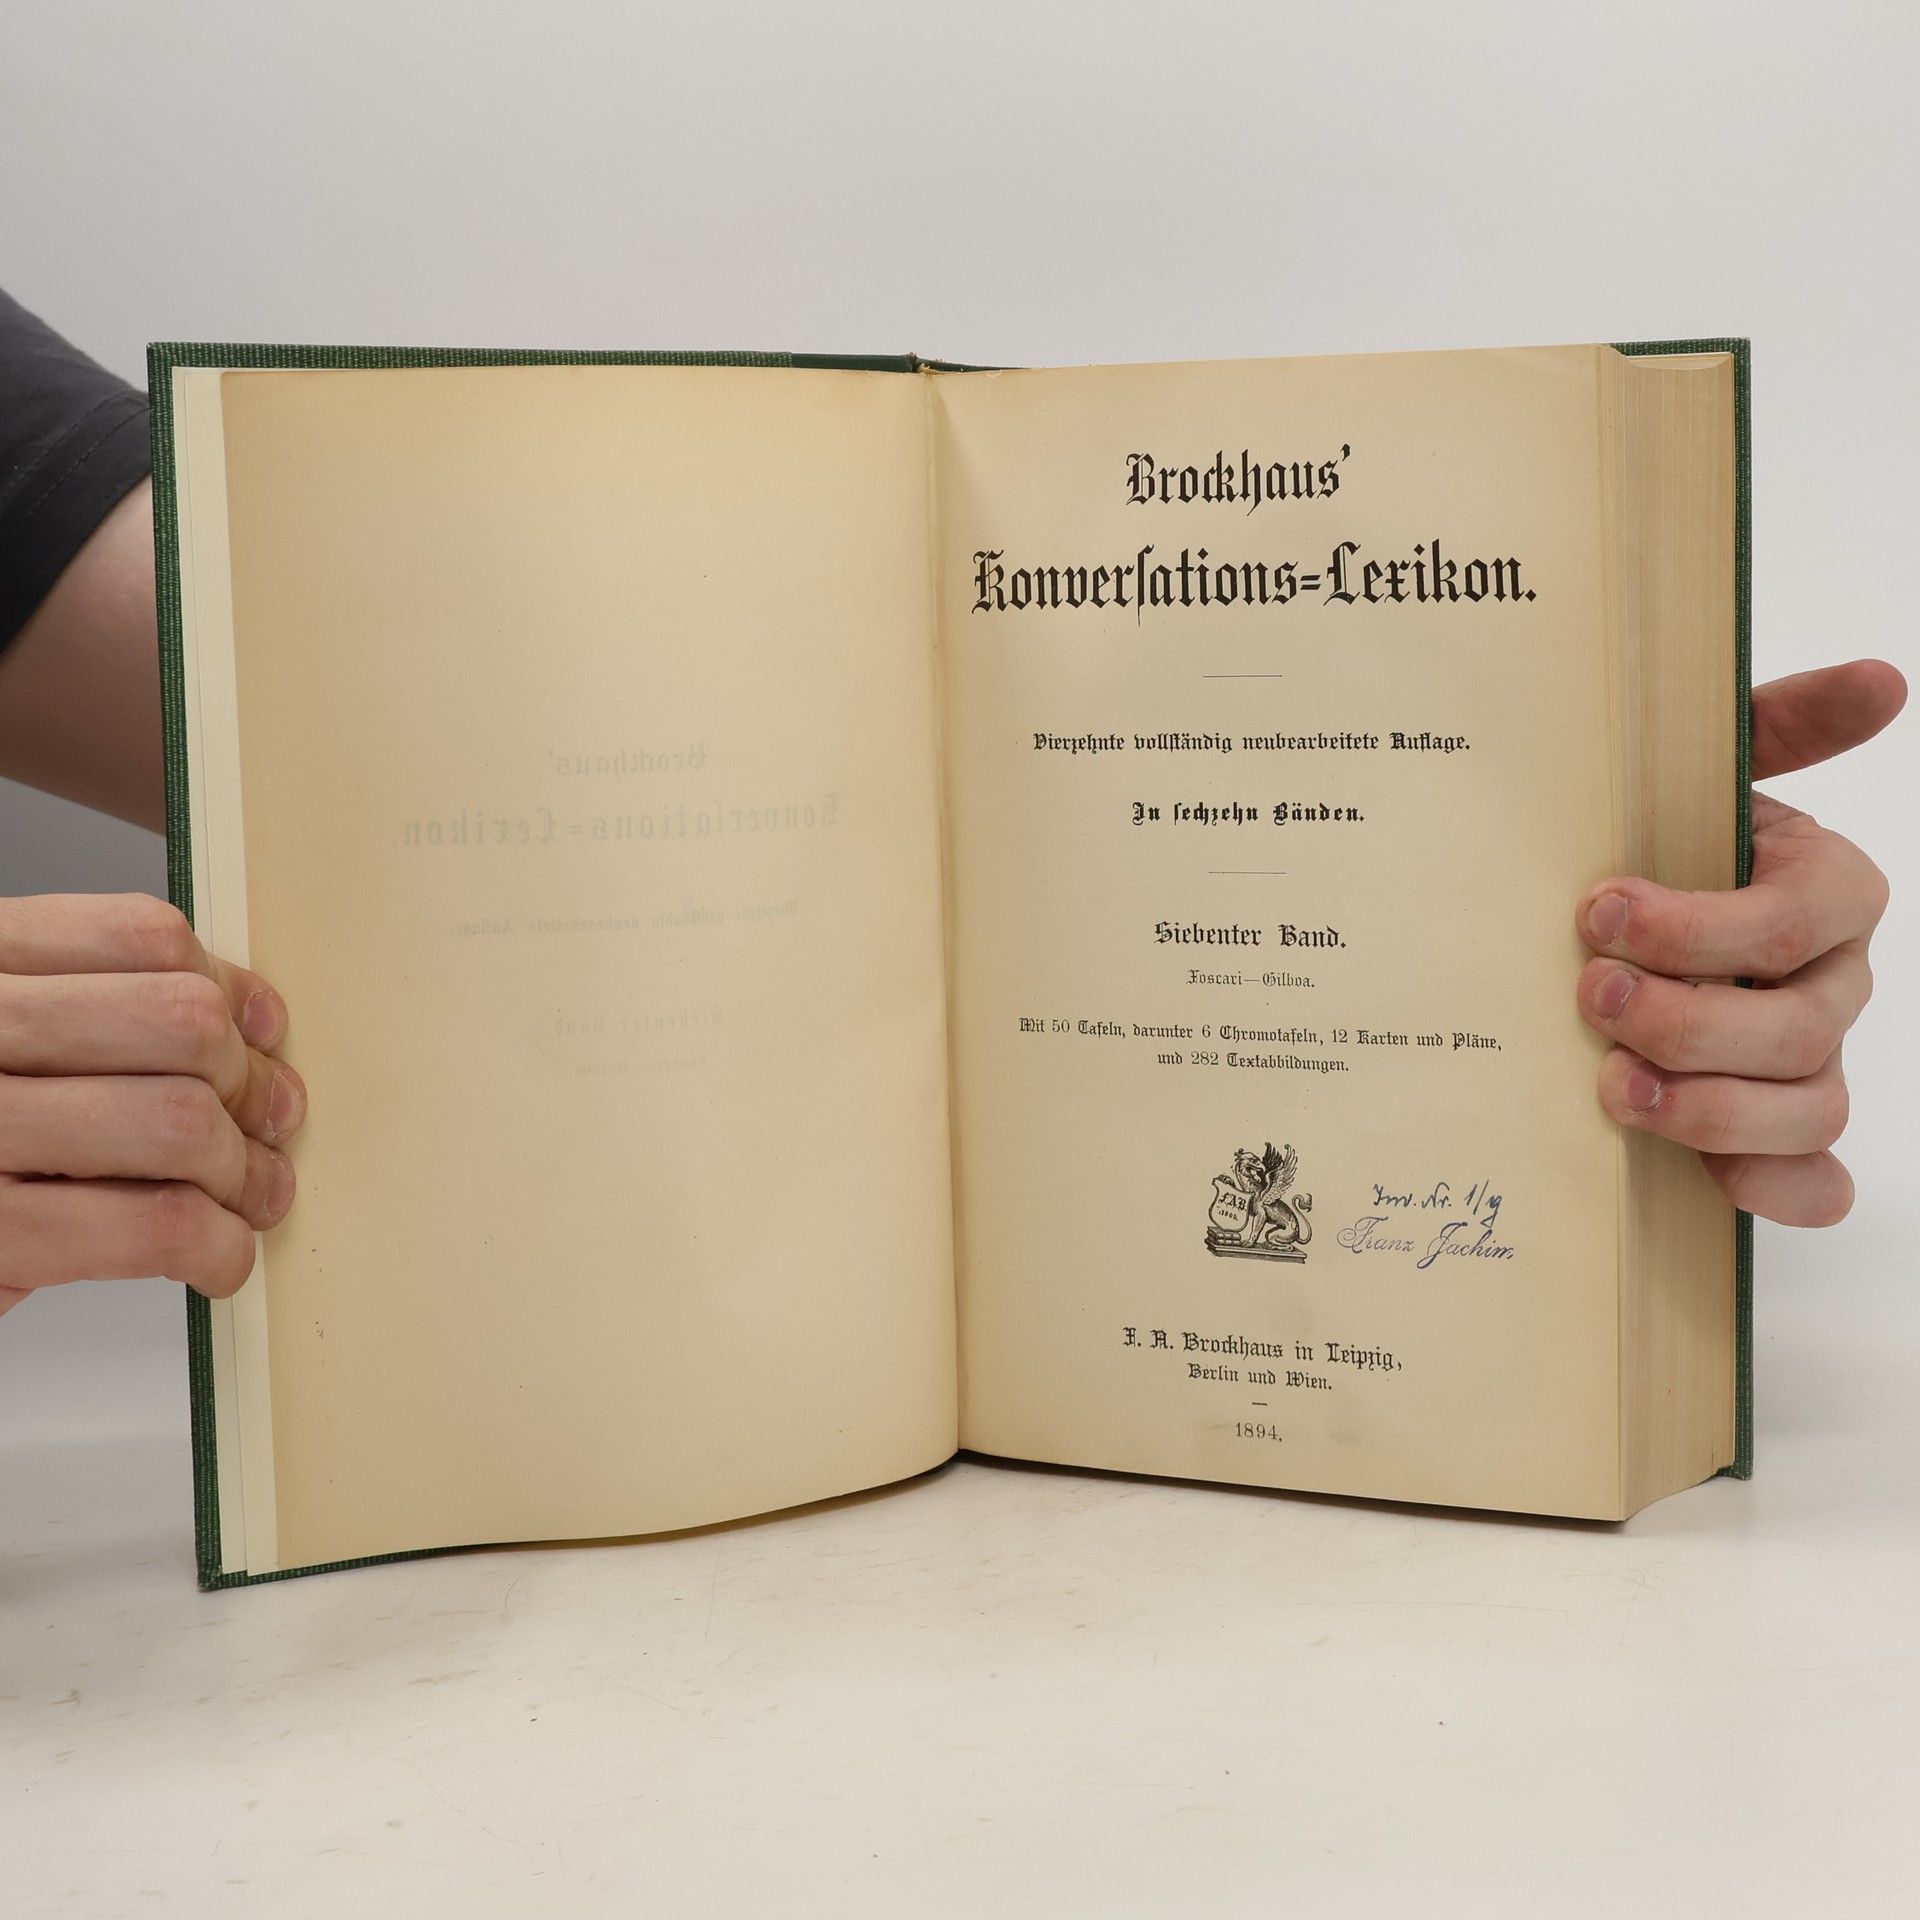 Brockhaus'
Konverſations=Lexikon.
Vierzehnte vollſtändig neubearbeitete Auflage.
In ſechzehn Bänden.
Siebenter Band.
Foscari—Gilboa.
Mit 50 Tafeln, darunter 6 Chromotafeln, 12 Karten und Pläne,
und 282 Textabbildungen.
F.A.B.
1805.
Inv. Nr. 1/g
Franz Jachim
F. A. Brockhaus in Leipzig,
Berlin und Wien.
1894.